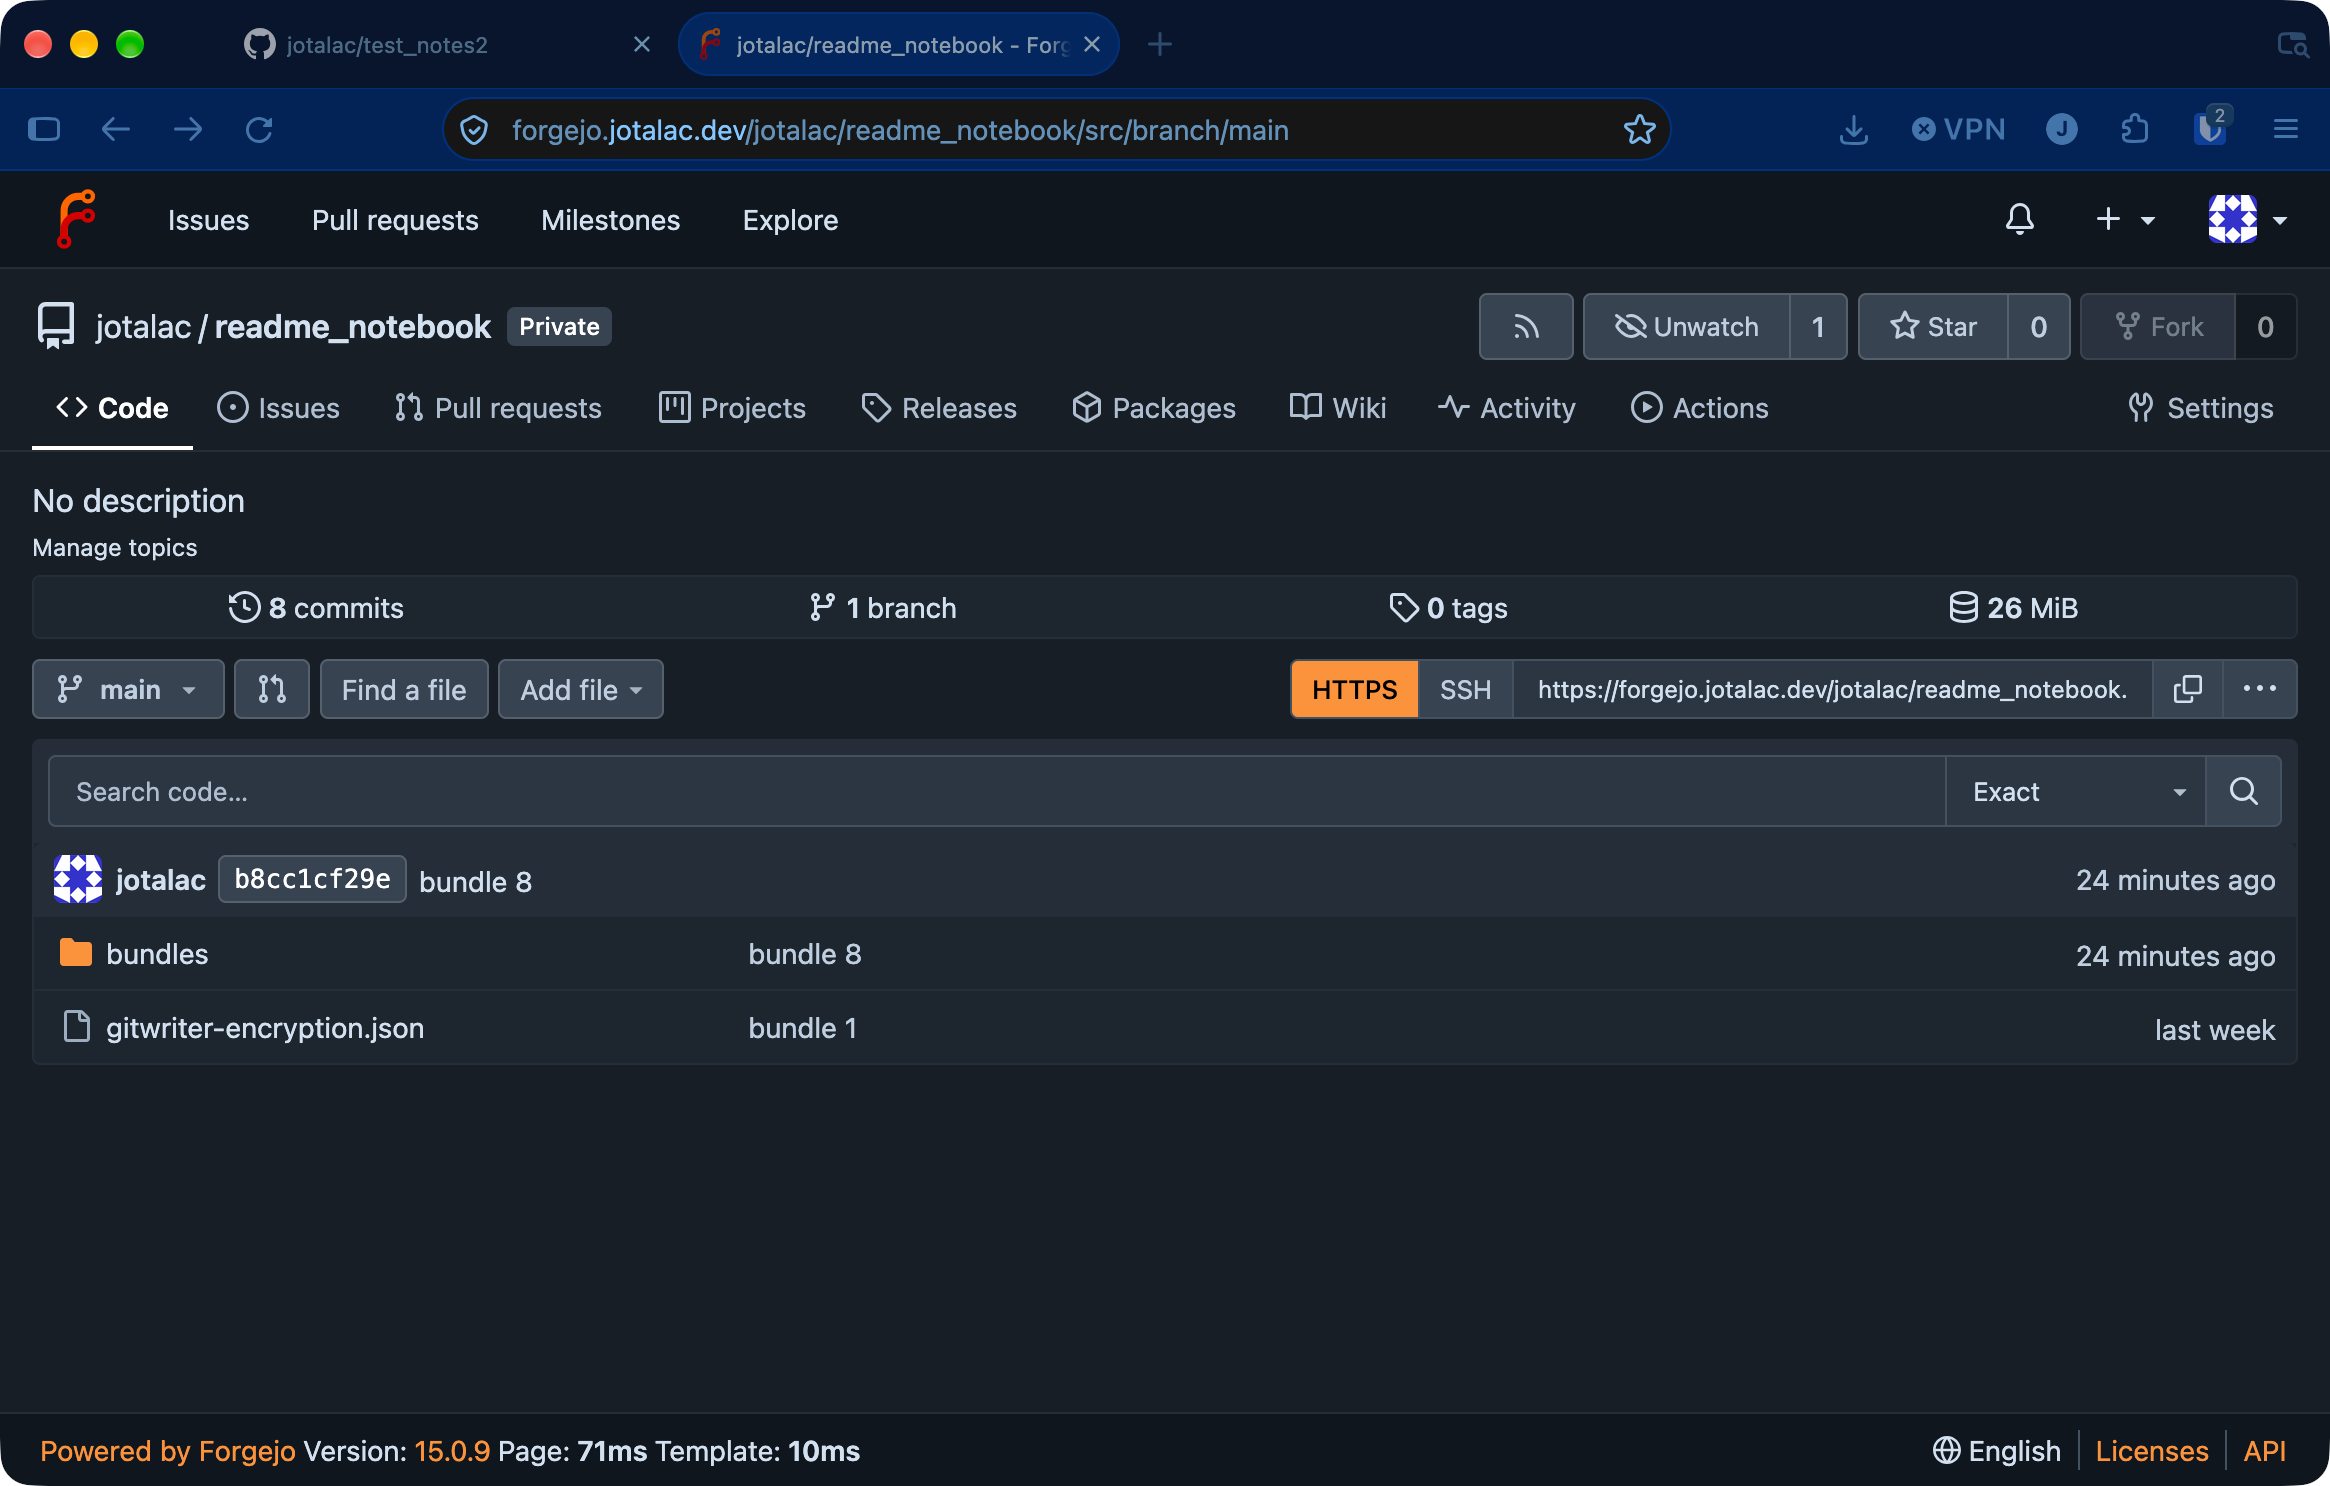 jotalac/test_notes2
jotalac/readme_notebook - Forg
forgejo.jotalac.dev/jotalac/readme_notebook/src/branch/main
VPN
J
2
Issues
Pull requests
Milestones
Explore
jotalac / readme_notebook
Private
Unwatch 1
Star 0
Fork 0
Code
Issues
Pull requests
Projects
Releases
Packages
Wiki
Activity
Actions
Settings
No description
Manage topics
8 commits
1 branch
0 tags
26 MiB
main
Find a file
Add file
HTTPS
SSH
https://forgejo.jotalac.dev/jotalac/readme_notebook.
Search code...
Exact
jotalac b8cc1cf29e bundle 8 24 minutes ago
bundles bundle 8 24 minutes ago
gitwriter-encryption.json bundle 1 last week
Powered by Forgejo Version: 15.0.9 Page: 71ms Template: 10ms
English
Licenses
API